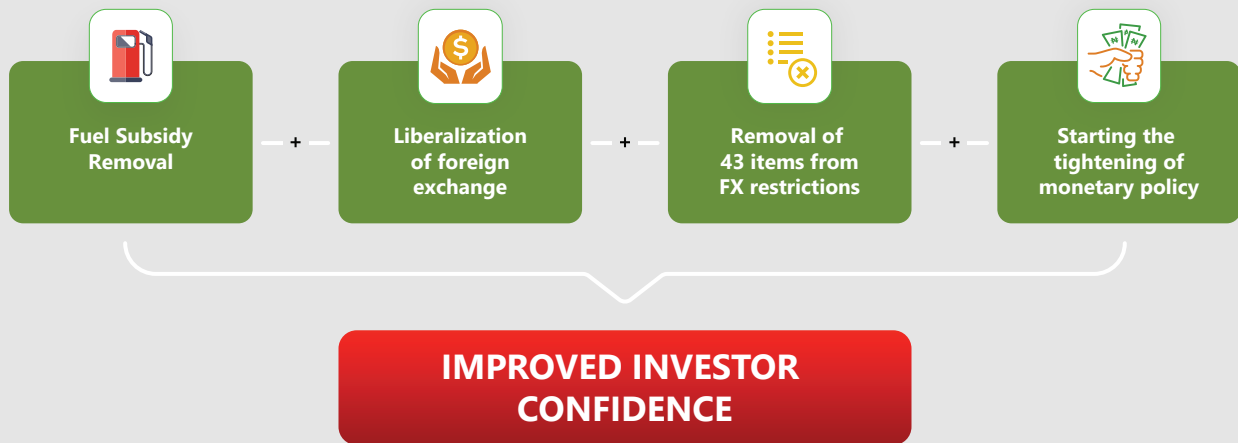 Fuel Subsidy
Removal
+
Liberalization
of foreign
exchange
+
Removal of
43 items from
FX restrictions
+
Starting the
tightening of
monetary policy
IMPROVED INVESTOR
CONFIDENCE